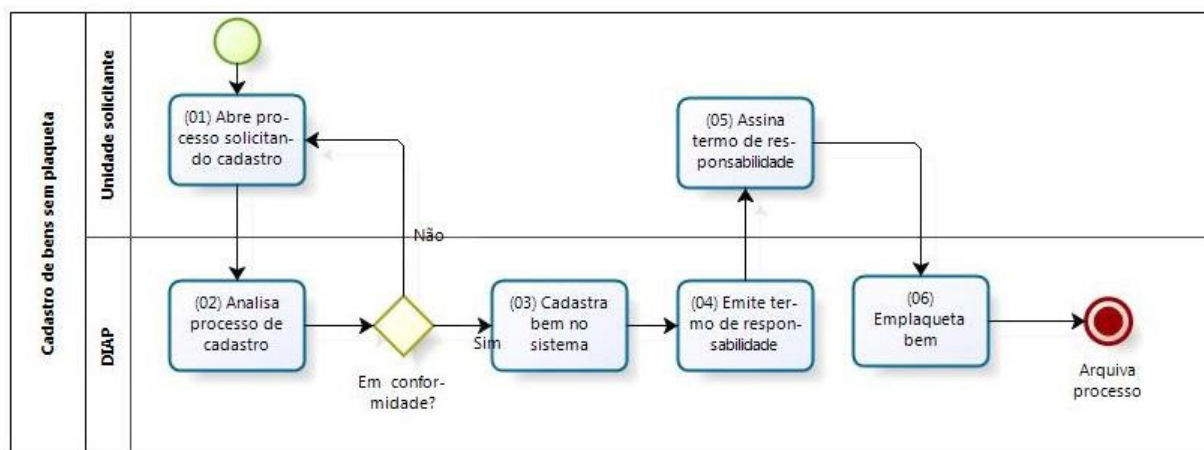 Cadastro de bens sem plaqueta
Unidade solicitante
(01) Abre pro-
cesso solicitan-
do cadastro
(05) Assina
termo de res-
ponsabilidade
Não
DIAP
(02) Analisa
processo de
cadastro
Em confor-
midade?
Sim
(03) Cadastra
bem no
sistema
(04) Emite ter-
mo de respon-
sabilidade
(06)
Emplaqueta
bem
Arquiva
processo